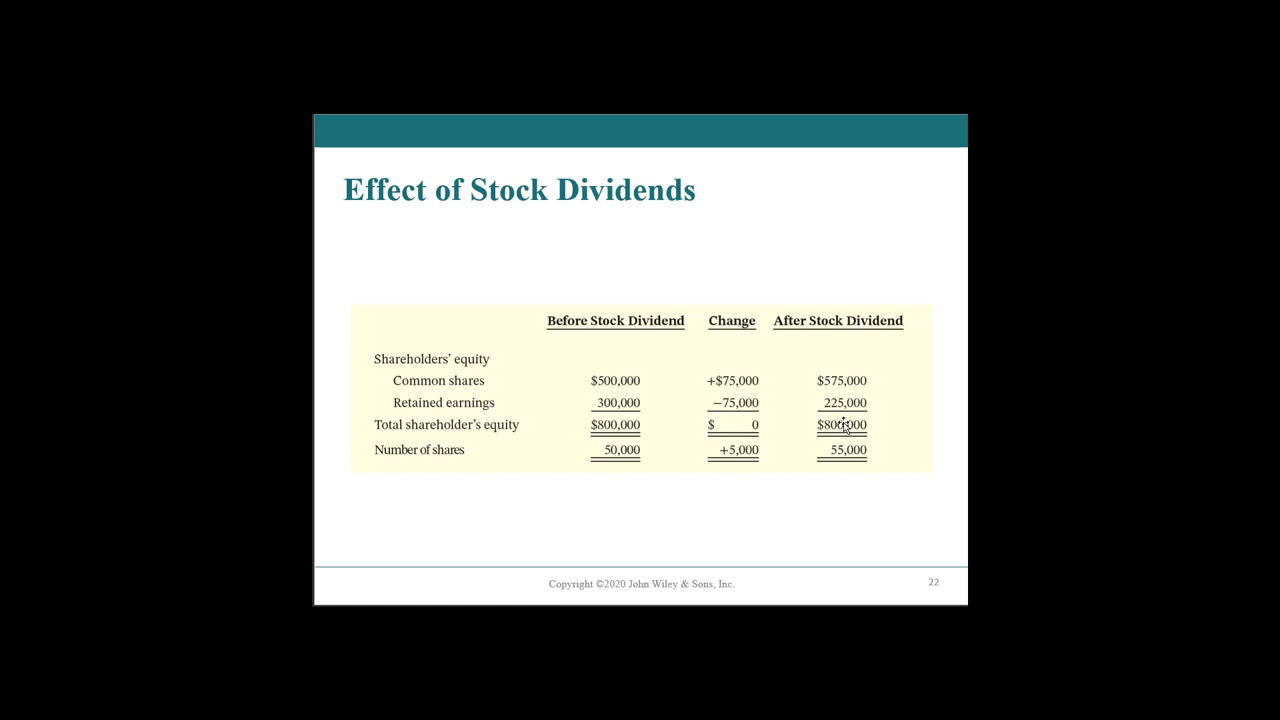 Effect of Stock Dividends
Before Stock Dividend Change After Stock Dividend
Shareholders' equity
Common shares $500,000 +$75,000 $575,000
Retained earnings 300,000 −75,000 225,000
Total shareholder's equity $800,000 $ 0 $800,000
Number of shares 50,000 +5,000 55,000
Copyright ©2020 John Wiley & Sons, Inc.
22